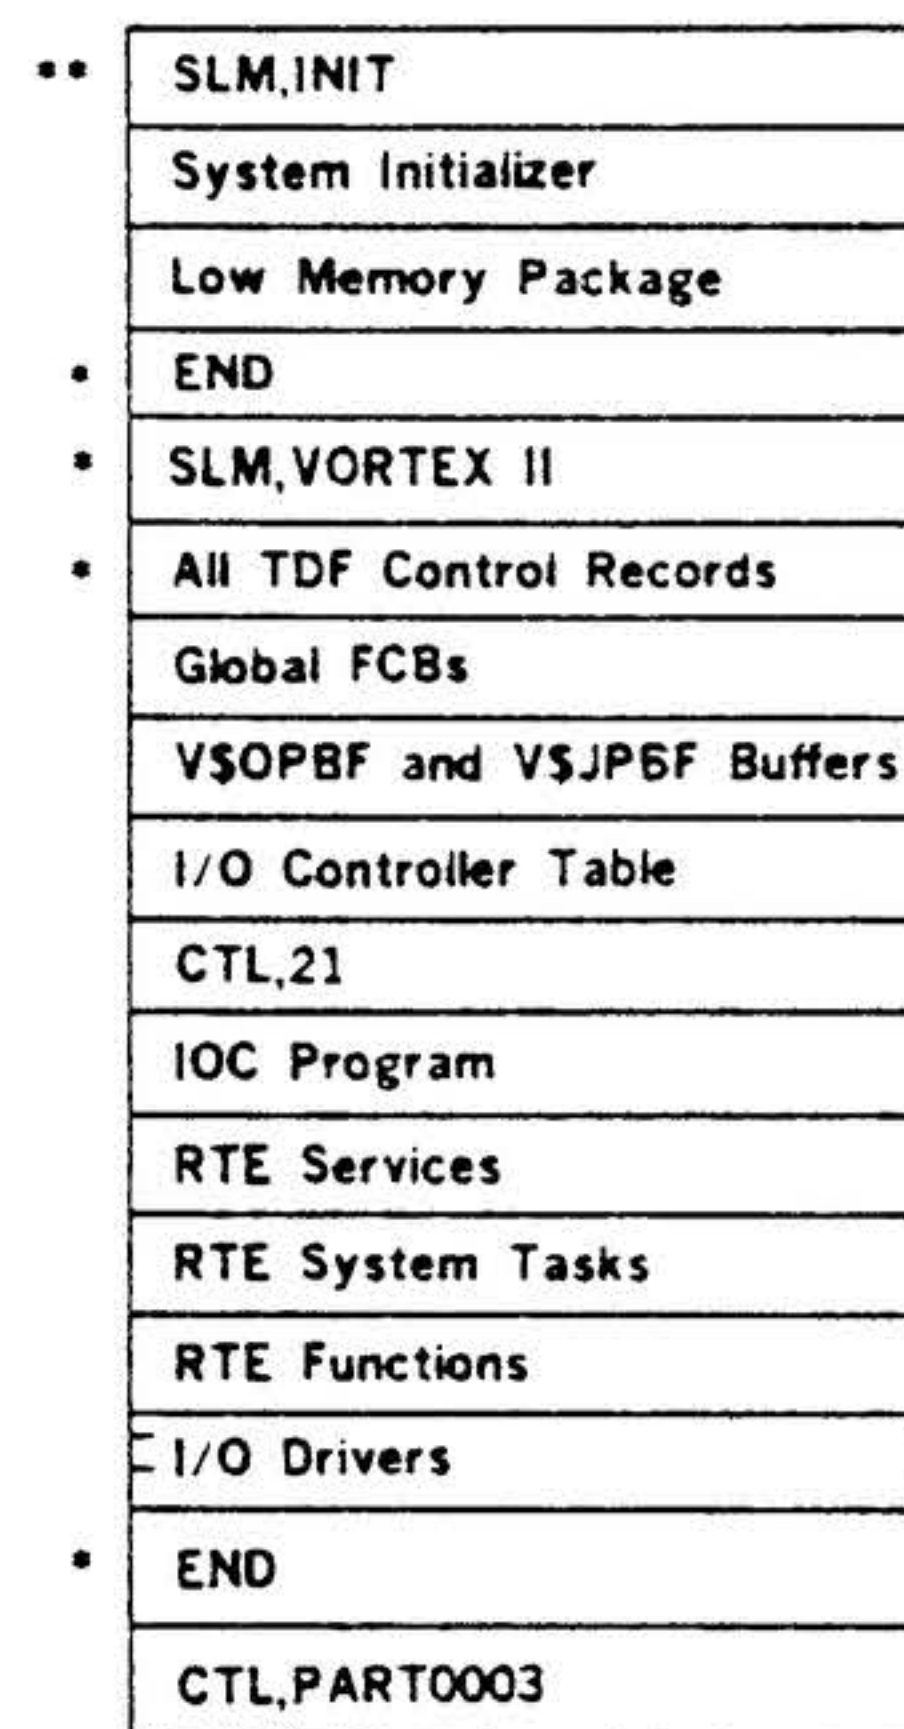 ** SLM,INIT
System Initializer
Low Memory Package
* END
* SLM,VORTEX II
* All TDF Control Records
Global FCBs
V$OPBF and V$JPBF Buffers
I/O Controller Table
CTL,21
IOC Program
RTE Services
RTE System Tasks
RTE Functions
I/O Drivers
* END
CTL,PART0003